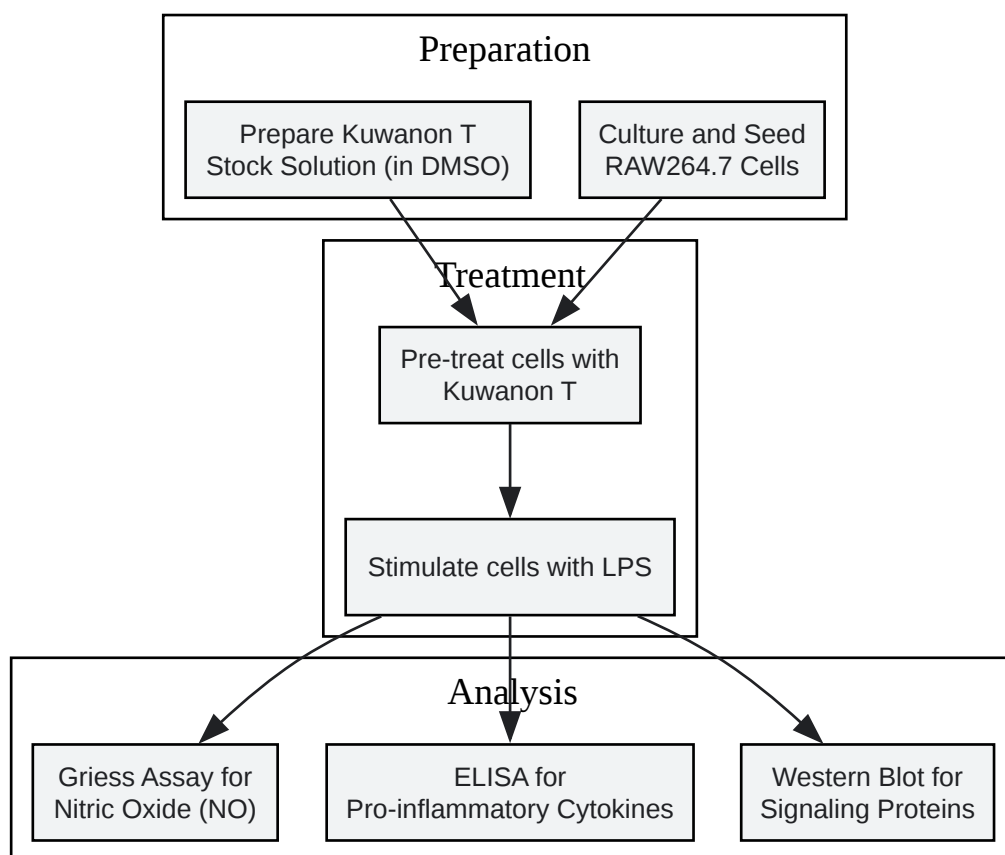 Preparation
Prepare Kuwanon T
Stock Solution (in DMSO)
Culture and Seed
RAW264.7 Cells
Treatment
Pre-treat cells with
Kuwanon T
Stimulate cells with LPS
Analysis
Griess Assay for
Nitric Oxide (NO)
ELISA for
Pro-inflammatory Cytokines
Western Blot for
Signaling Proteins